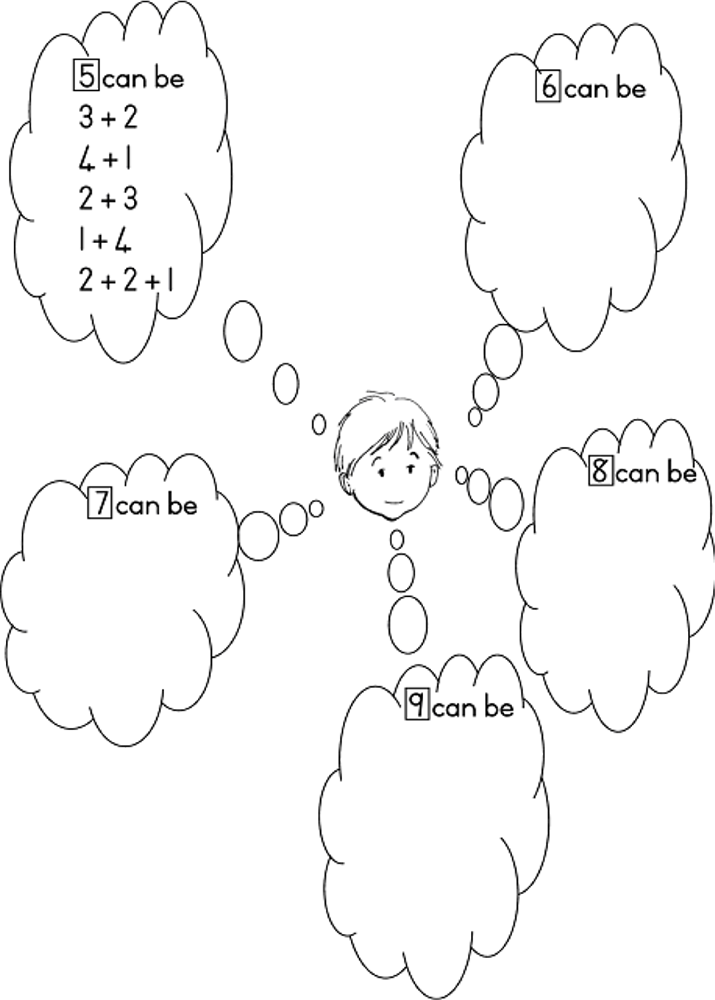 5 can be
3 + 2
4 + 1
2 + 3
1 + 4
2 + 2 + 1
6 can be
7 can be
8 can be
9 can be